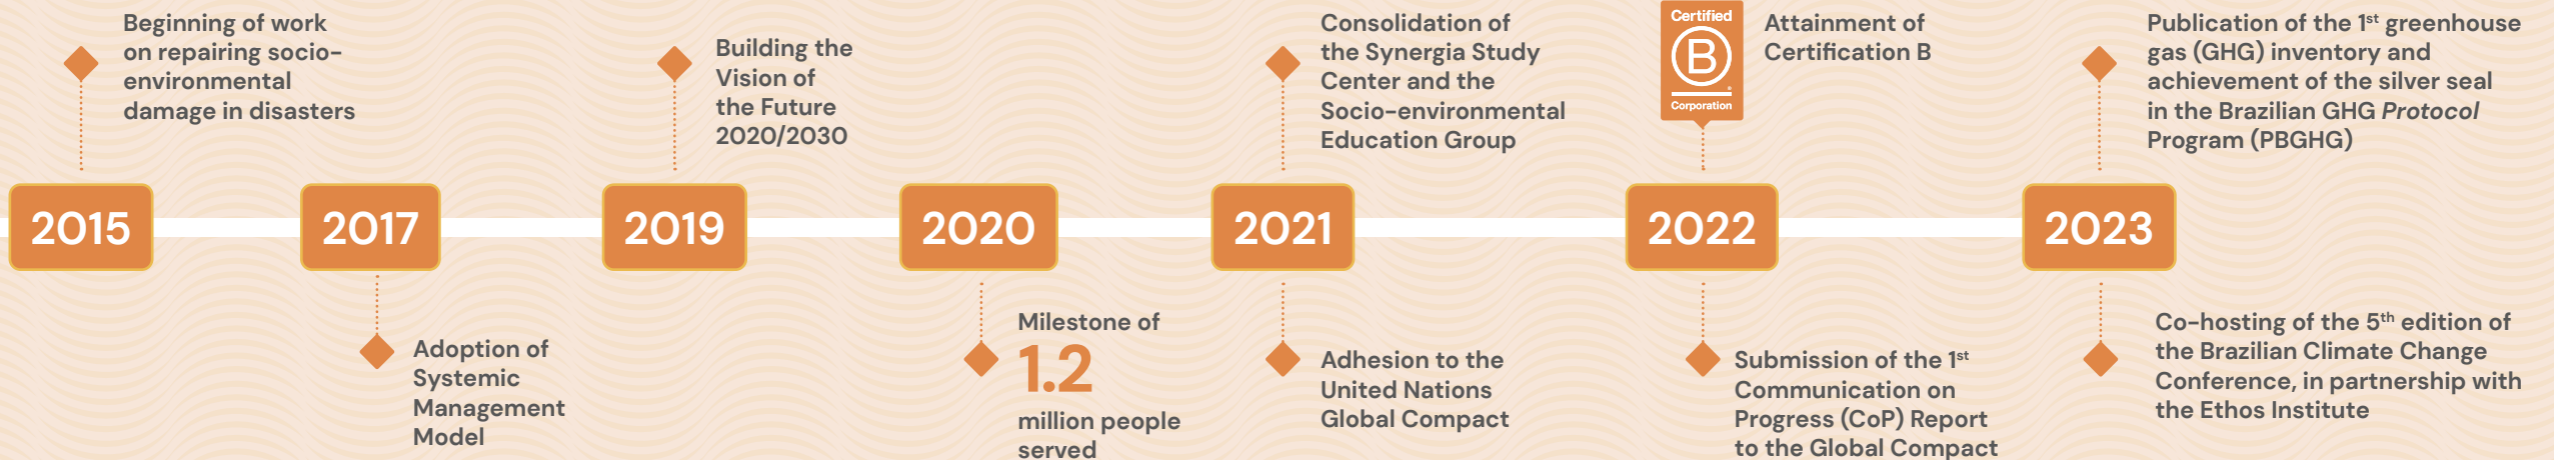 Beginning of work
on repairing socio-
environmental
damage in disasters
2015
2017
Adoption of
Systemic
Management
Model
Building the
Vision of
the Future
2020/2030
2019
2020
Milestone of
1.2
million people
served
Consolidation of
the Synergia Study
Center and the
Socio-environmental
Education Group
2021
Adhesion to the
United Nations
Global Compact
Certified
B
Corporation
Attainment of
Certification B
2022
Submission of the 1st
Communication on
Progress (CoP) Report
to the Global Compact
Publication of the 1st greenhouse
gas (GHG) inventory and
achievement of the silver seal
in the Brazilian GHG Protocol
Program (PBGHG)
2023
Co-hosting of the 5th edition of
the Brazilian Climate Change
Conference, in partnership with
the Ethos Institute